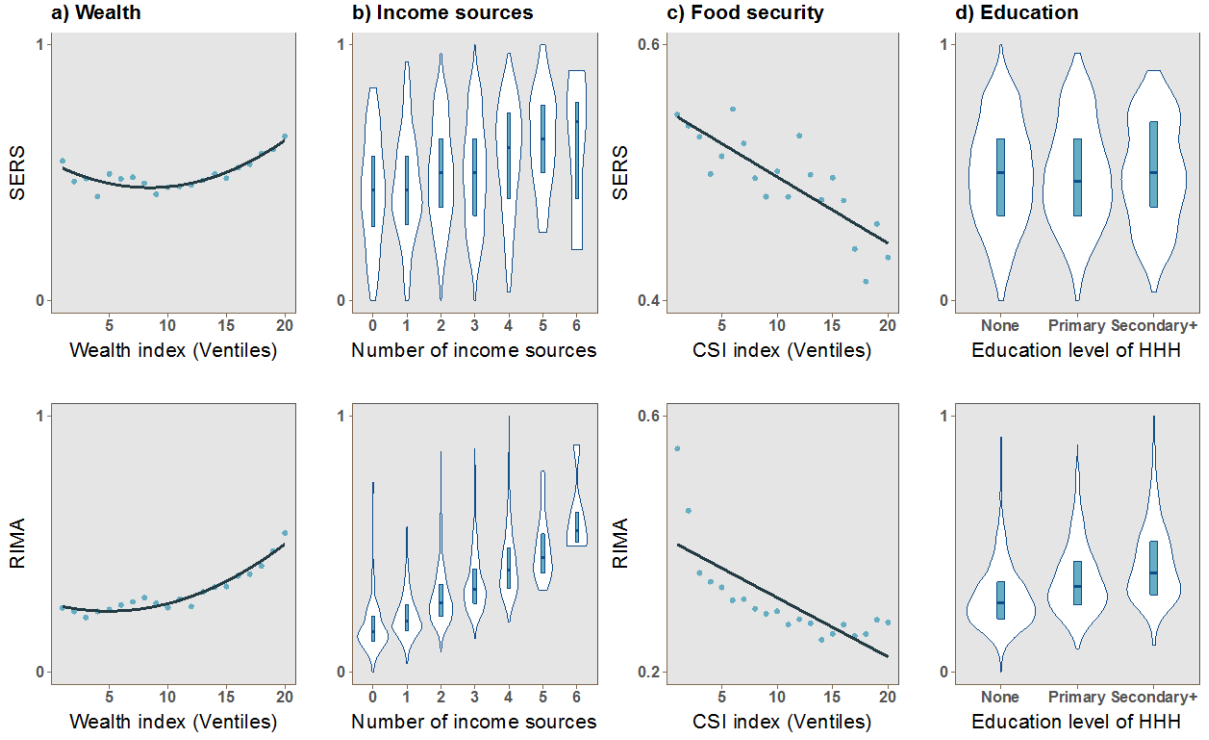 a) Wealth
b) Income sources
c) Food security
d) Education
SERS
1
0
5 10 15 20
Wealth index (Ventiles)
1
0
0 1 2 3 4 5 6
Number of income sources
SERS
0.6
0.4
5 10 15 20
CSI index (Ventiles)
1
0
None Primary Secondary+
Education level of HHH
RIMA
1
0
5 10 15 20
Wealth index (Ventiles)
1
0
0 1 2 3 4 5 6
Number of income sources
RIMA
0.6
0.2
5 10 15 20
CSI index (Ventiles)
1
0
None Primary Secondary+
Education level of HHH